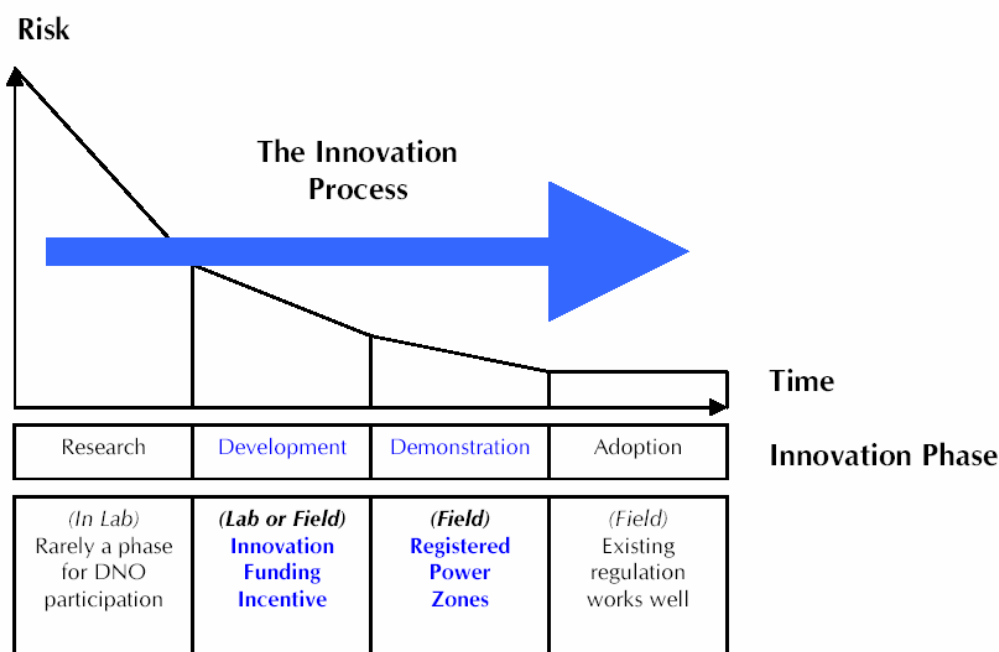 Risk
The Innovation
Process
Time
Research
Development
Demonstration
Adoption
Innovation Phase
(In Lab)
Rarely a phase
for DNO
participation
(Lab or Field)
Innovation
Funding
Incentive
(Field)
Registered
Power
Zones
(Field)
Existing
regulation
works well